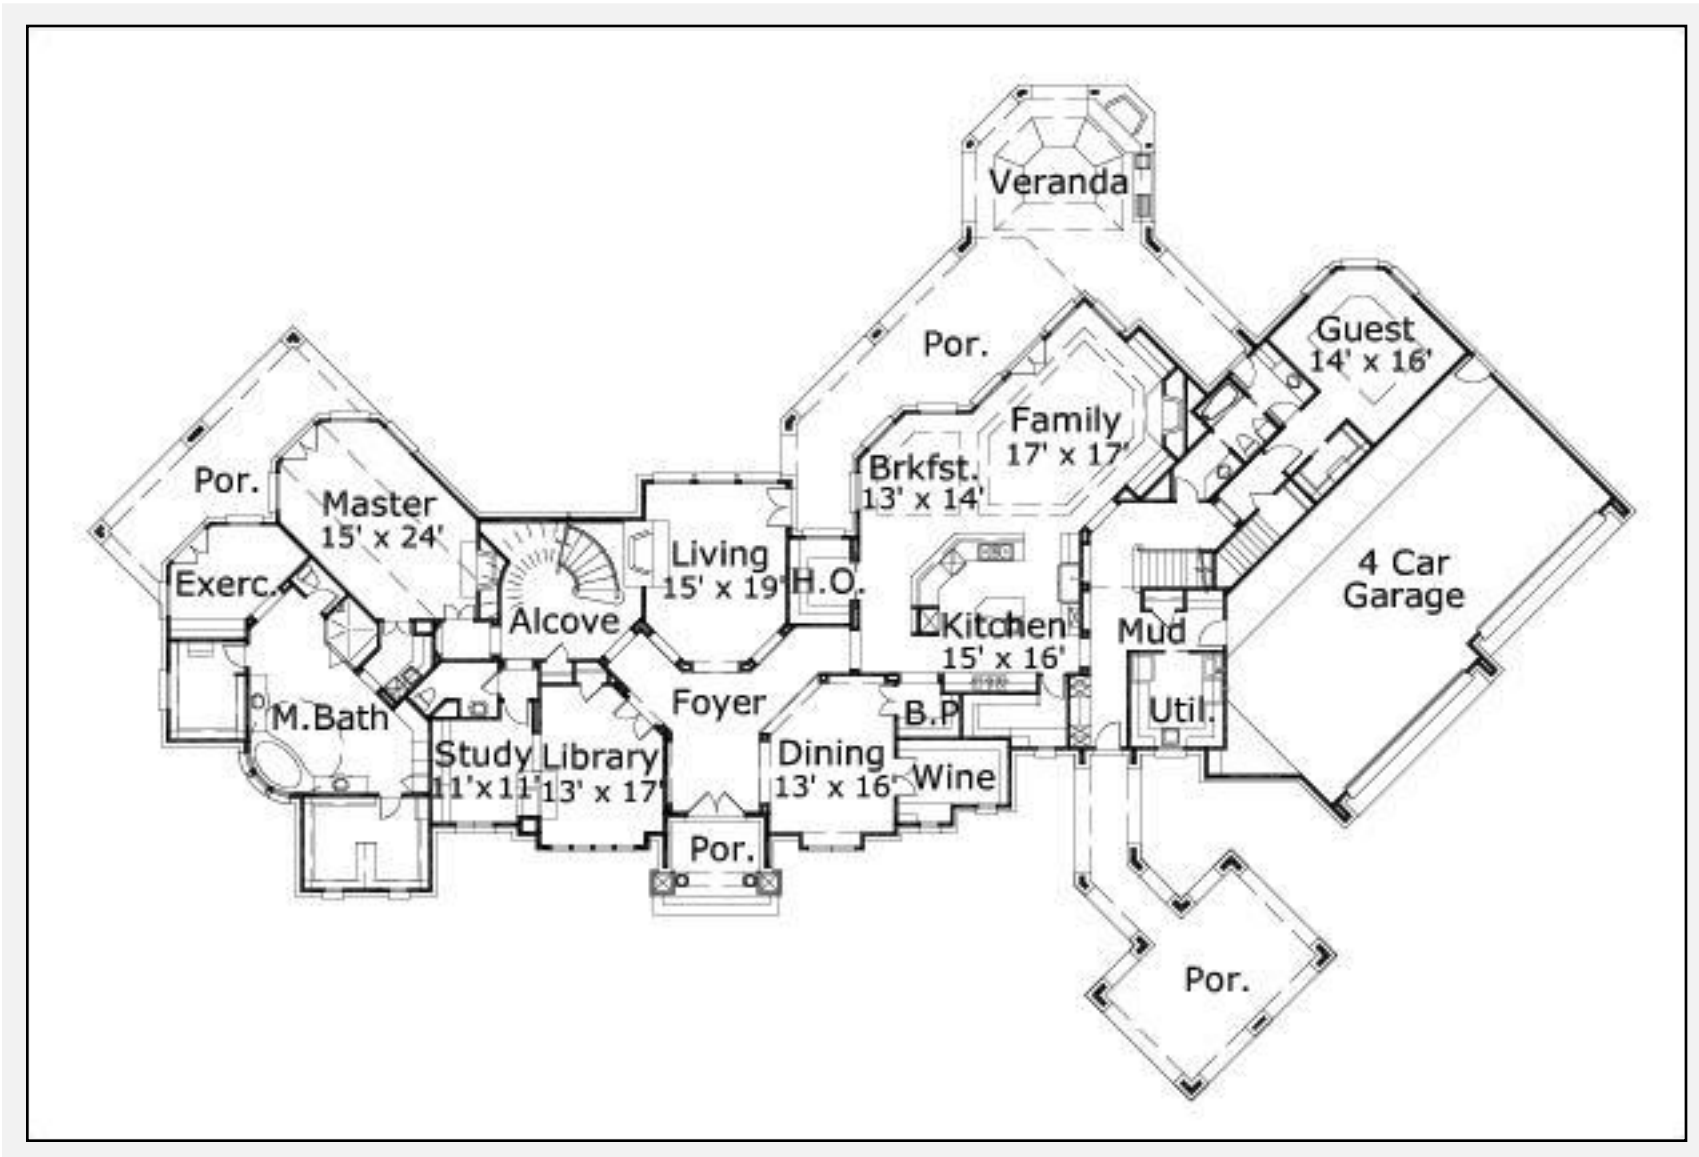 Veranda
Guest
14' x 16'
Por.
Family
17' x 17'
Brkfst.
13' x 14'
Por.
Master
15' x 24'
Living
15' x 19'
H.O.
4 Car
Garage
Exerc.
Alcove
Kitchen
15' x 16'
Mud
Foyer
M.Bath
B.P
Util.
Study
11' x 11'
Library
13' x 17'
Dining
13' x 16'
Wine
Por.
Por.